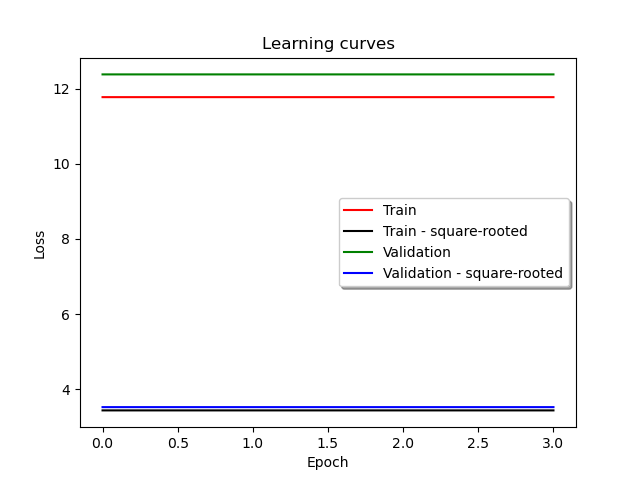 Learning curves
12
10
8
6
4
Loss
Train
Train - square-rooted
Validation
Validation - square-rooted
0.0 0.5 1.0 1.5 2.0 2.5 3.0
Epoch